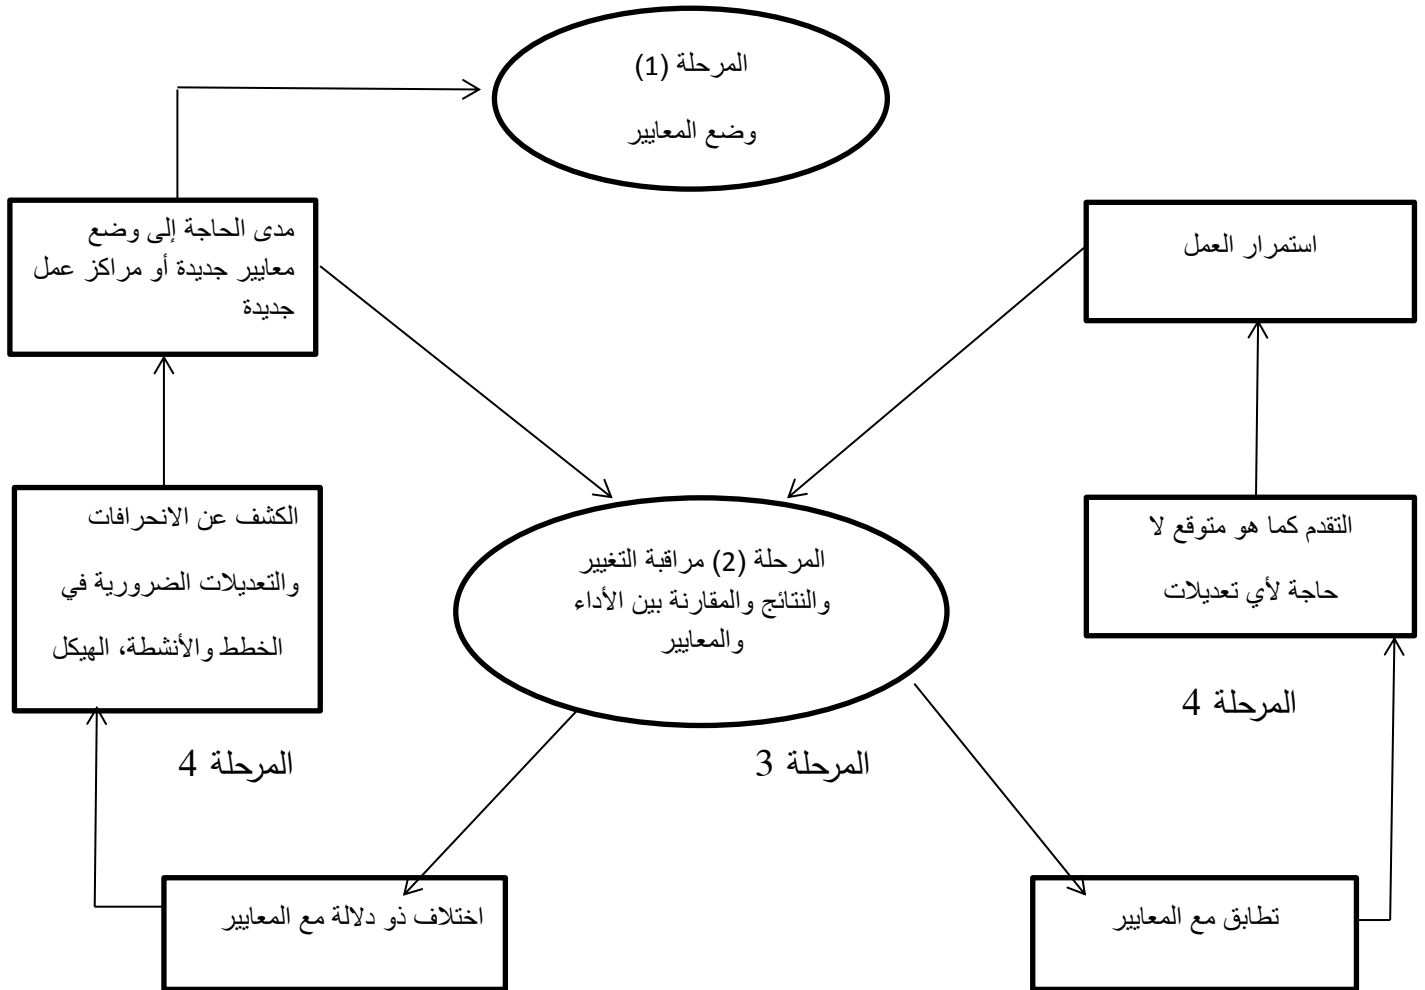 المرحلة (1)
وضع المعايير
استمرار العمل
مدى الحاجة إلى وضع
معايير جديدة أو مراكز عمل
جديدة
التقدم كما هو متوقع لا
حاجة لأي تعديلات
المرحلة (2) مراقبة التغيير
والنتائج والمقارنة بين الأداء
والمعايير
الكشف عن الانحرافات
والتعديلات الضرورية في
الخطط والأنشطة، الهيكل
المرحلة 4
المرحلة 3
المرحلة 4
تطابق مع المعايير
اختلاف ذو دلالة مع المعايير